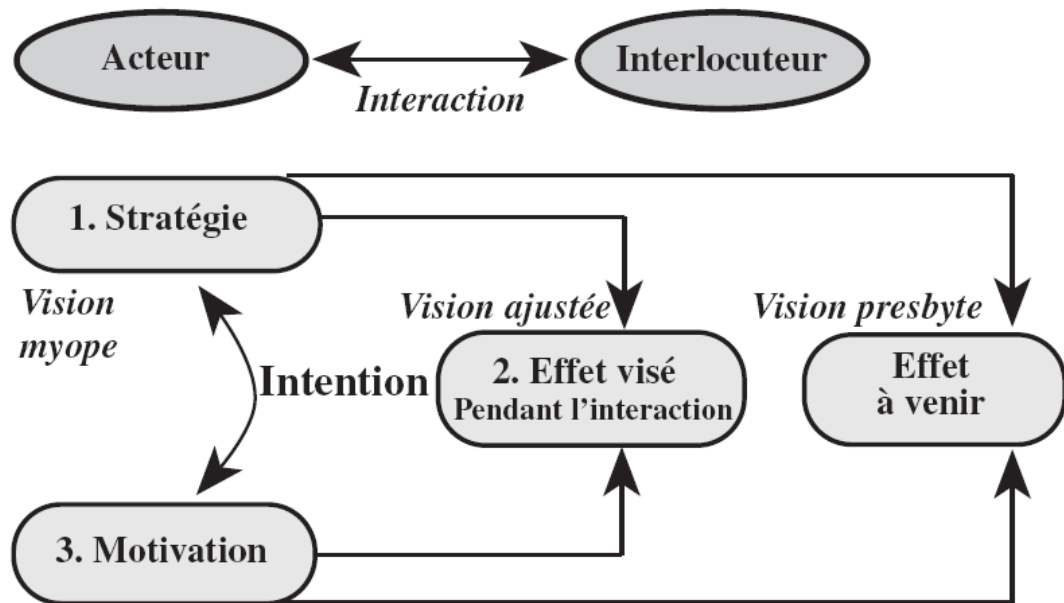 Acteur
Interlocuteur
Interaction
1. Stratégie
Vision
myope
Vision ajustée
Vision presbyte
Intention
2. Effet visé
Pendant l'interaction
Effet
à venir
3. Motivation